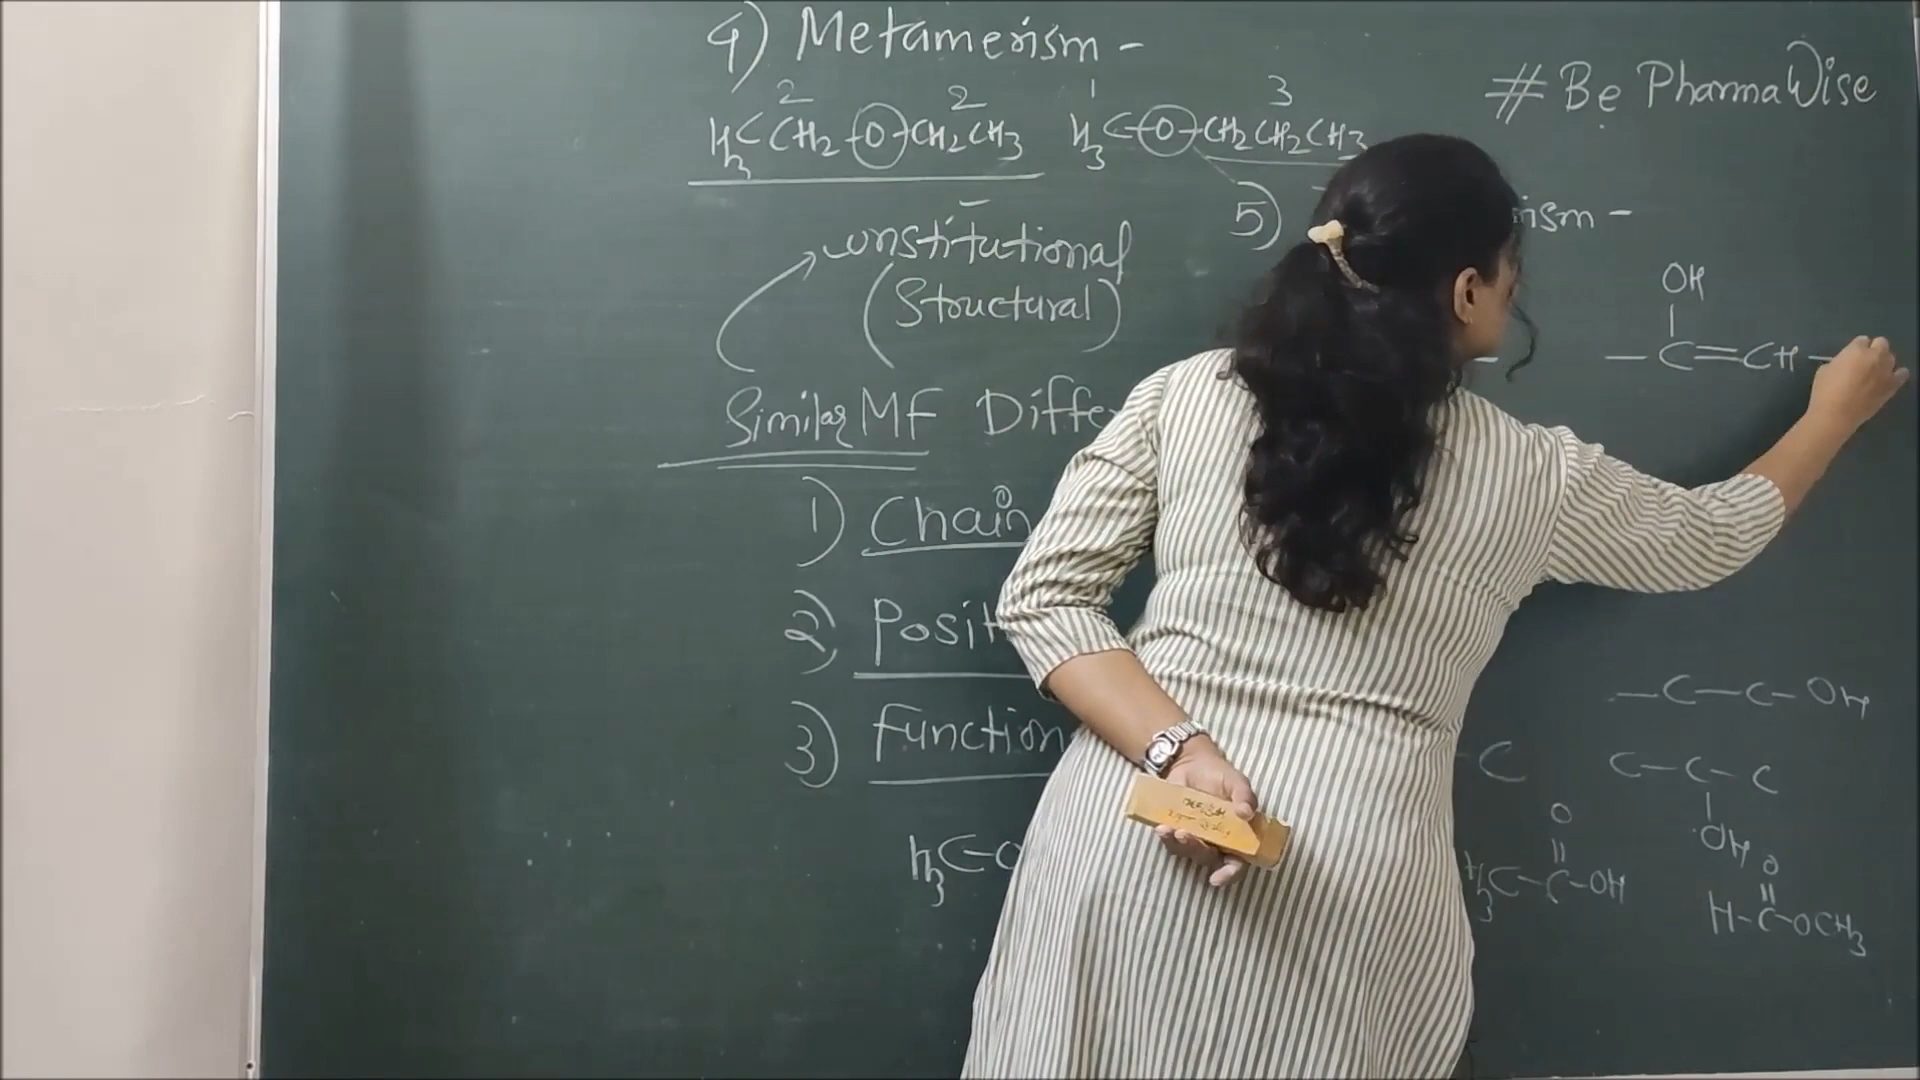 4) Metamerism -
# Be PharmaWise
2 2 1 3
H3C CH2-O-CH2CH3 H3C-O-CH2CH2CH3
5) ism -
Constitutional
(Structural)
OH
-C=CH-
Similar MF Diffe
1) Chain
2) Posit
3) Function
-C-C-OH
-C C-C-C
OH
O
H3C-C-OH
H3C-O
O
H-C-OCH3